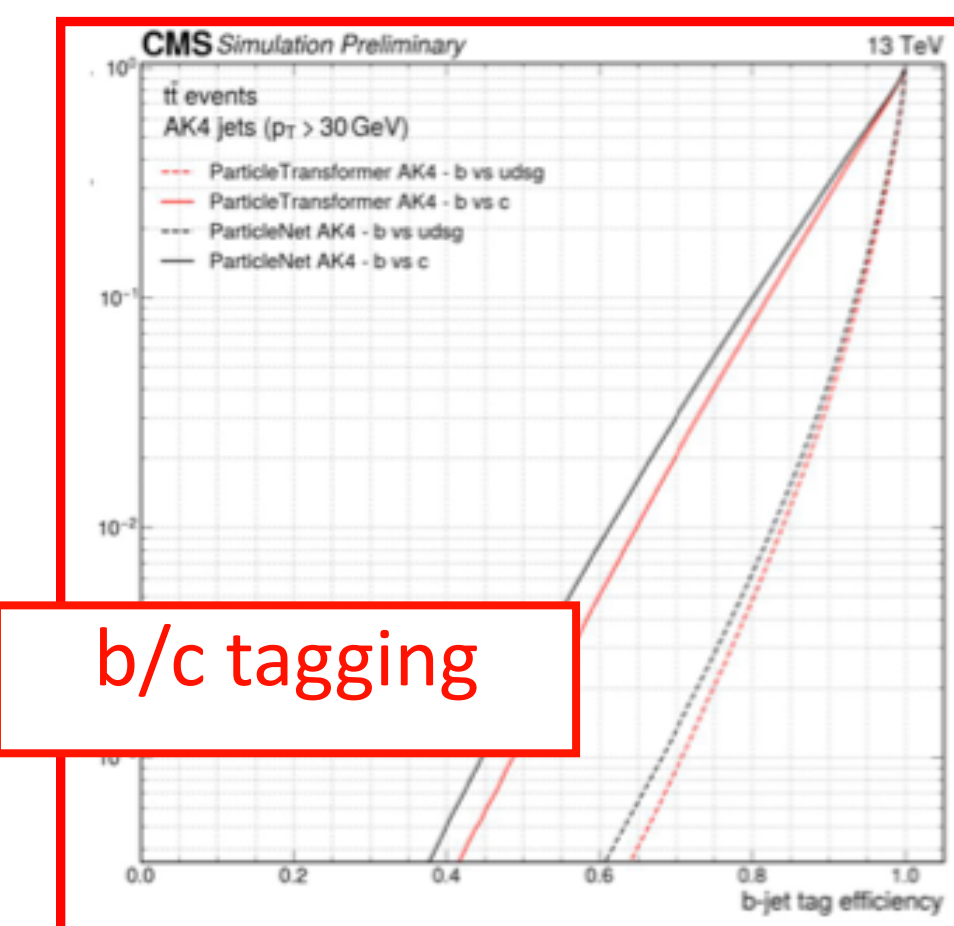 CMS Simulation Preliminary 13 TeV
10⁰
tt̄ events
AK4 jets (p_T > 30 GeV)
ParticleTransformer AK4 - b vs udsg
ParticleTransformer AK4 - b vs c
ParticleNet AK4 - b vs udsg
ParticleNet AK4 - b vs c
10⁻¹
10⁻²
b/c tagging
0.0 0.2 0.4 0.6 0.8 1.0
b-jet tag efficiency